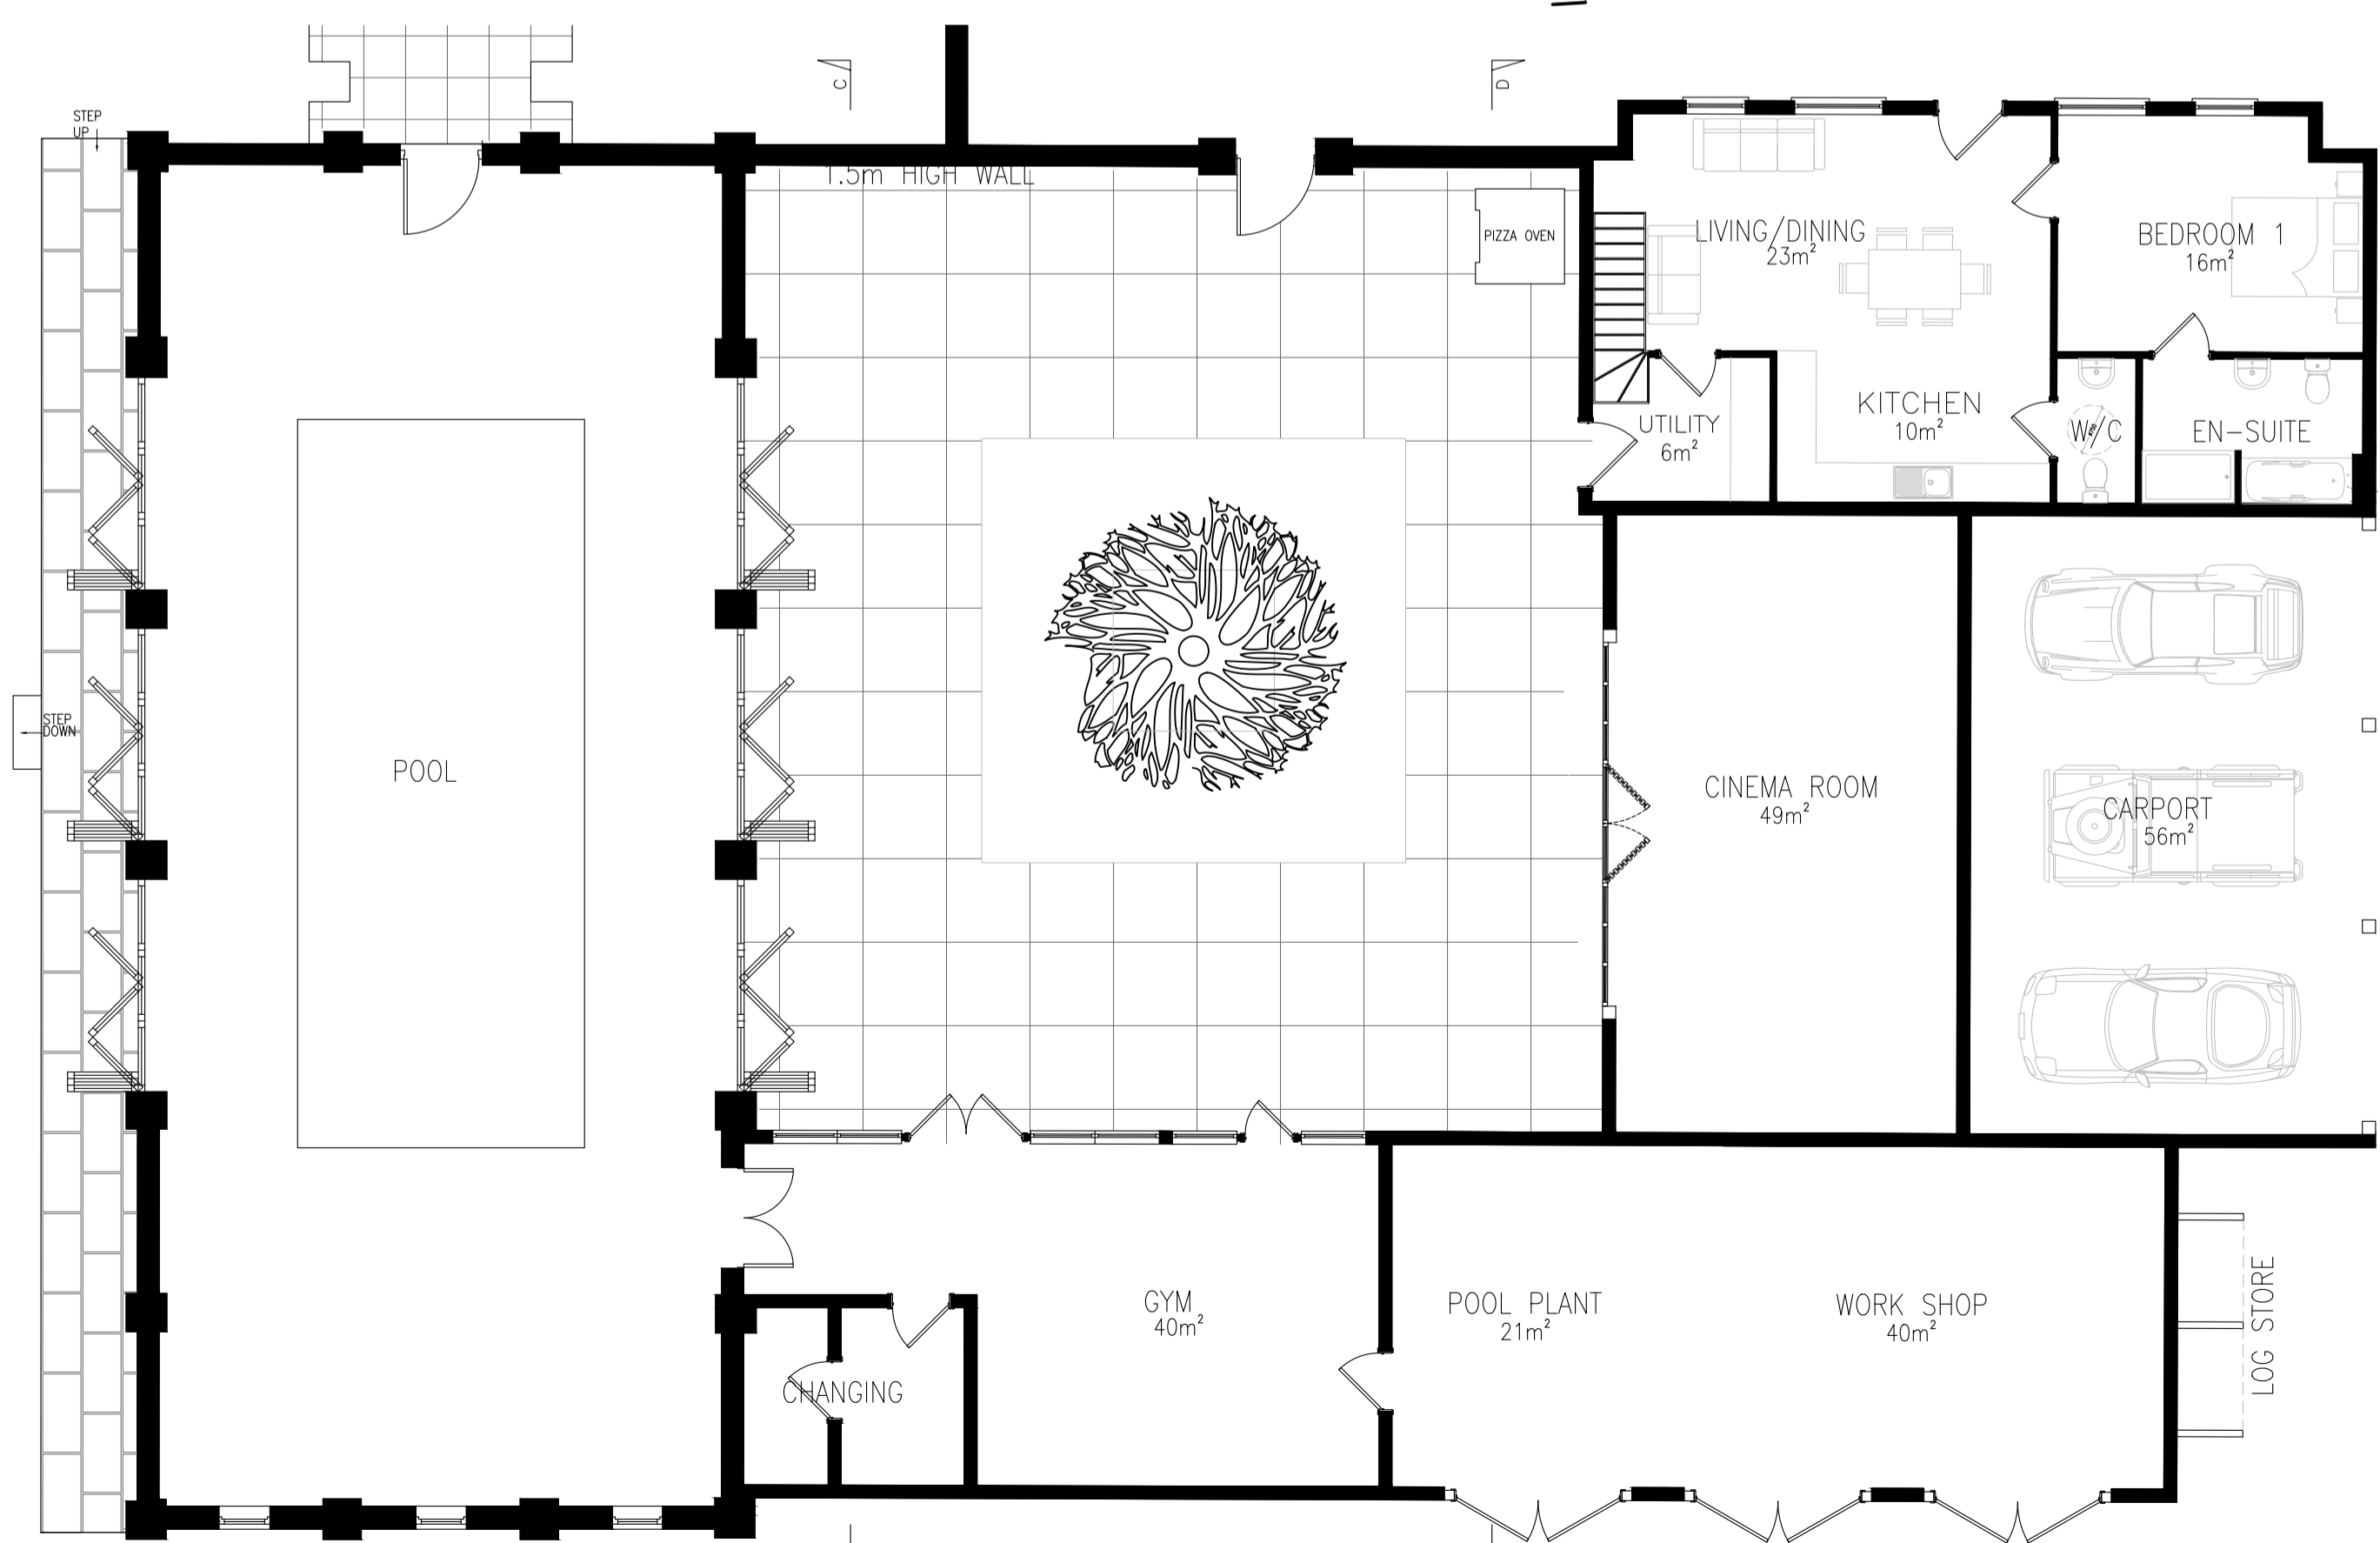 STEP
UP
C
D
1.5m HIGH WALL
PIZZA OVEN
LIVING/DINING
23m²
BEDROOM 1
16m²
KITCHEN
10m²
UTILITY
6m²
W/C
EN-SUITE
STEP
DOWN
POOL
CINEMA ROOM
49m²
CARPORT
56m²
GYM
40m²
POOL PLANT
21m²
WORK SHOP
40m²
LOG STORE
CHANGING